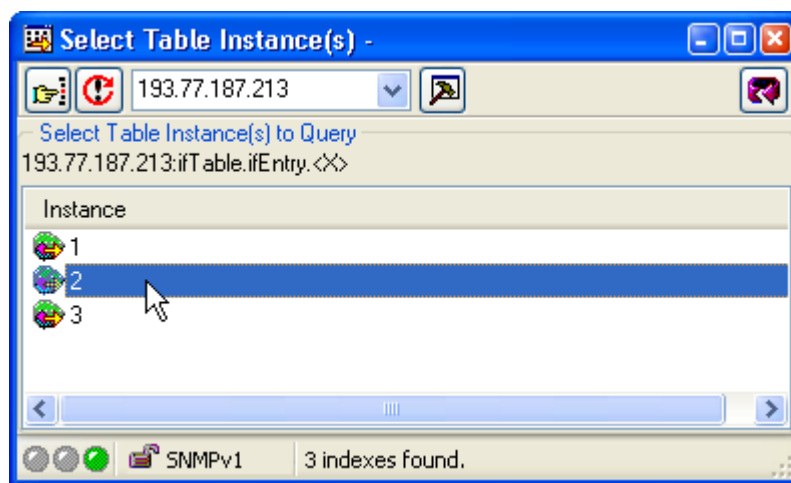 Select Table Instance(s) -
193.77.187.213
Select Table Instance(s) to Query
193.77.187.213:ifTable.ifEntry.<X>
Instance
1
2
3
SNMPv1 3 indexes found.